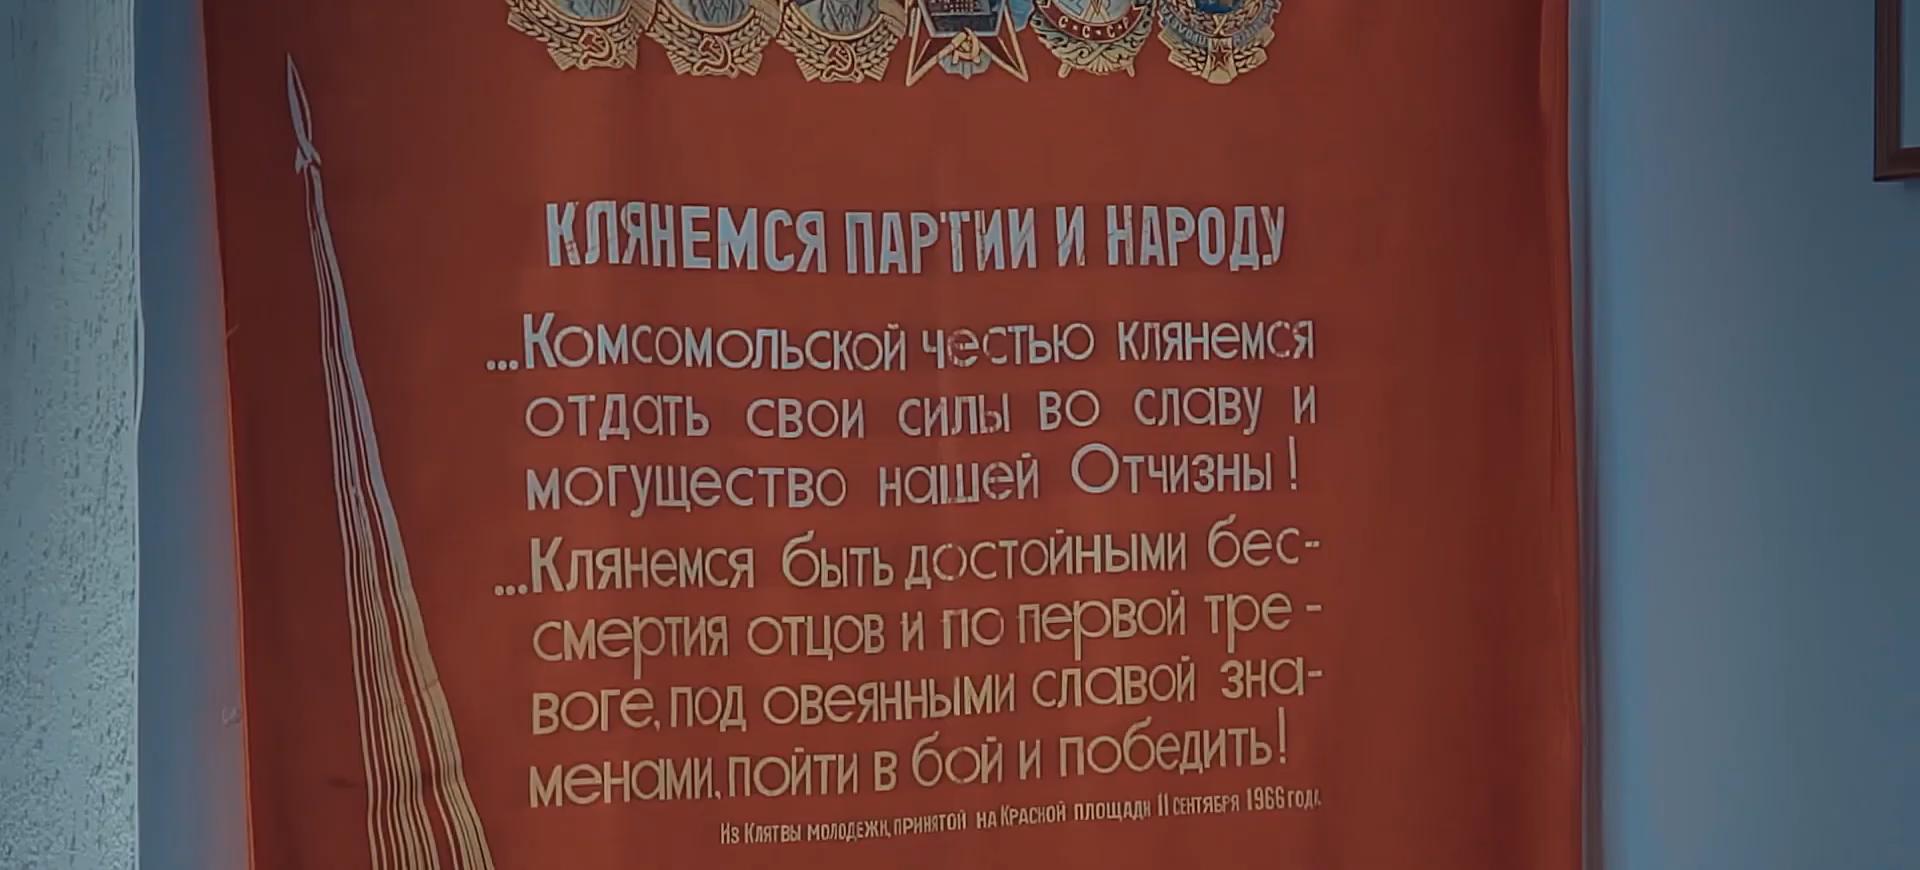 СССР
КЛЯНЕМСЯ ПАРТИИ И НАРОДУ
...Комсомольской честью клянемся
отдать свои силы во славу и
могущество нашей Отчизны!
...Клянемся быть достойными бес-
смертия отцов и по первой тре-
воге, под овеянными славой зна-
менами, пойти в бой и победить!
Из Клятвы молодежи, принятой на Красной площади 11 сентября 1966 года.